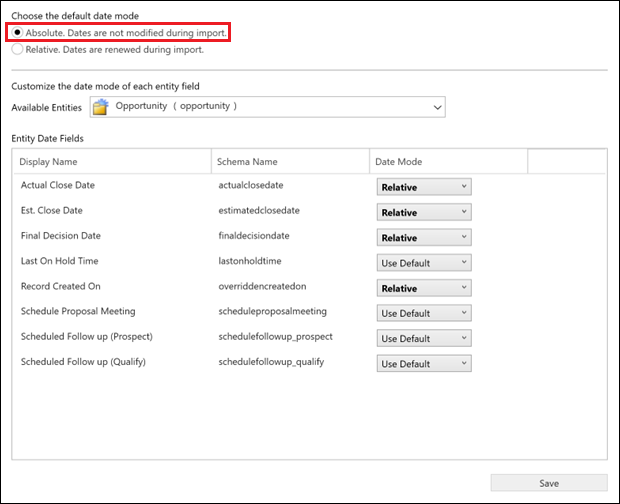 Choose the default date mode
Absolute. Dates are not modified during import.
Relative. Dates are renewed during import.
Customize the date mode of each entity field
Available Entities Opportunity ( opportunity )
Entity Date Fields
Display Name Schema Name Date Mode
Actual Close Date actualclosedate Relative
Est. Close Date estimatedclosedate Relative
Final Decision Date finaldecisiondate Relative
Last On Hold Time lastonholdtime Use Default
Record Created On overriddencreatedon Relative
Schedule Proposal Meeting scheduleproposalmeeting Use Default
Scheduled Follow up (Prospect) schedulefollowup_prospect Use Default
Scheduled Follow up (Qualify) schedulefollowup_qualify Use Default
Save